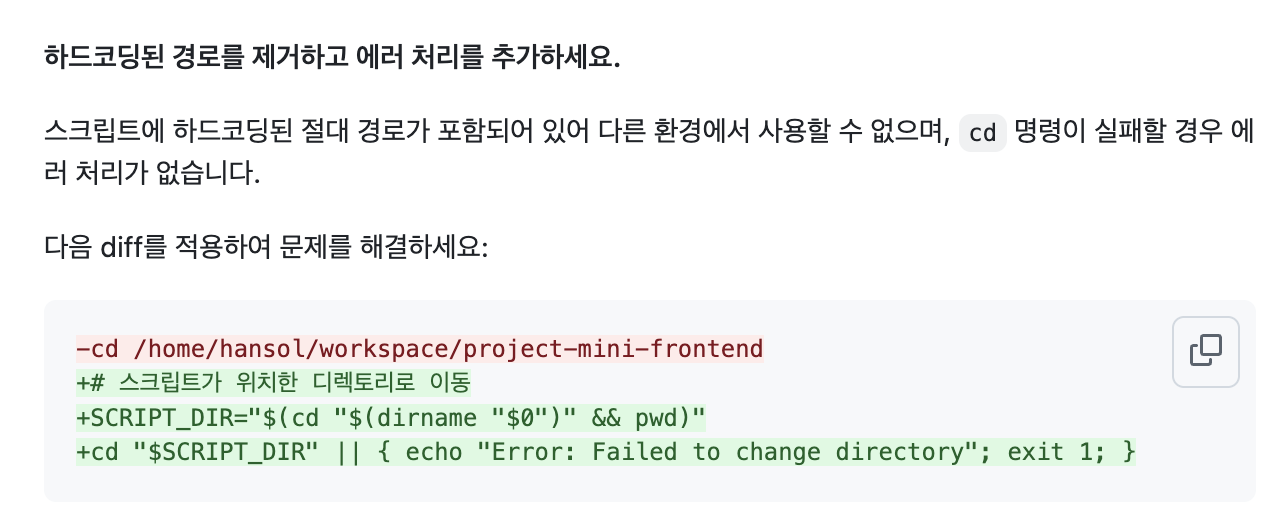 하드코딩된 경로를 제거하고 에러 처리를 추가하세요.
스크립트에 하드코딩된 절대 경로가 포함되어 있어 다른 환경에서 사용할 수 없으며, cd 명령이 실패할 경우 에
러 처리가 없습니다.
다음 diff를 적용하여 문제를 해결하세요:
-cd /home/hansol/workspace/project-mini-frontend
+# 스크립트가 위치한 디렉토리로 이동
+SCRIPT_DIR="$(cd "$(dirname "$0")" && pwd)"
+cd "$SCRIPT_DIR" || { echo "Error: Failed to change directory"; exit 1; }